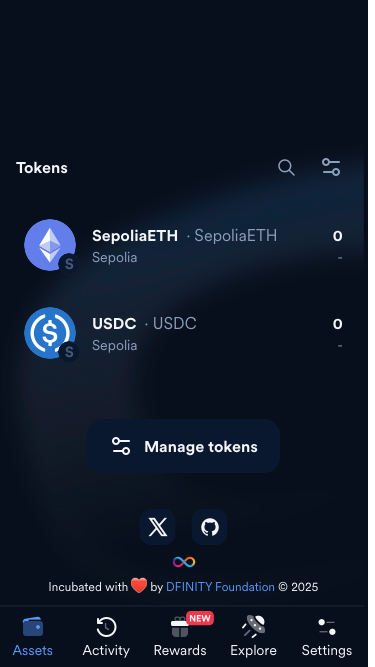 Tokens
SepoliaETH · SepoliaETH 0
Sepolia -
S
USDC · USDC 0
Sepolia -
S
Manage tokens
Incubated with ❤️ by DFINITY Foundation © 2025
NEW
Assets Activity Rewards Explore Settings